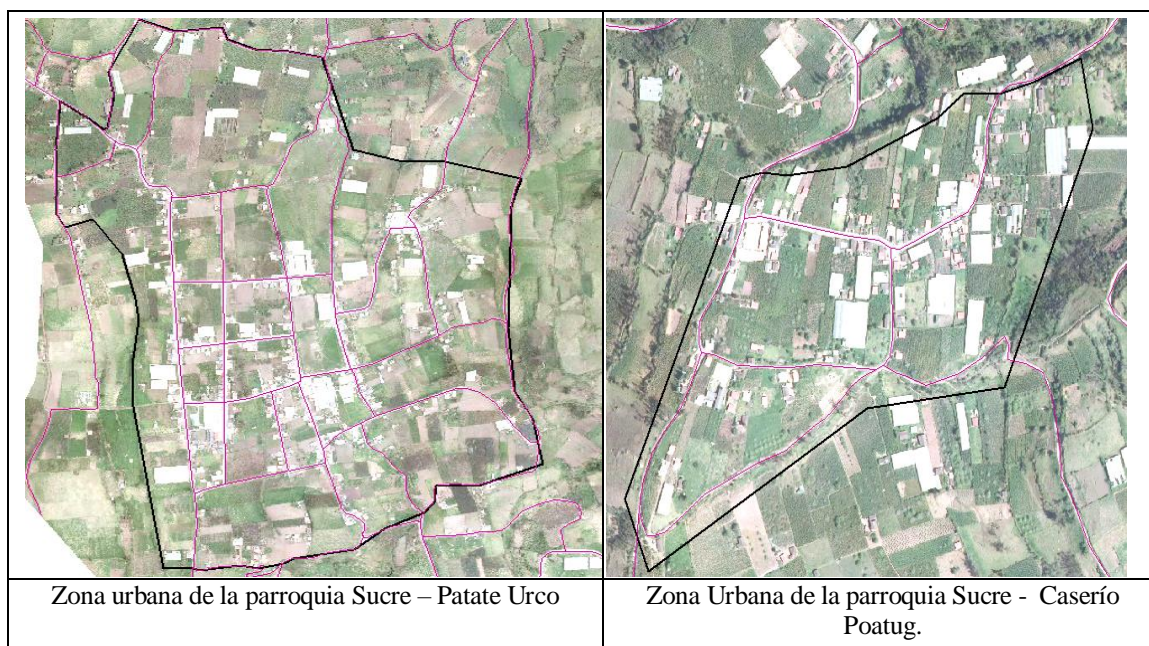 Zona urbana de la parroquia Sucre – Patate Urco
Zona Urbana de la parroquia Sucre - Caserío
Poatug.